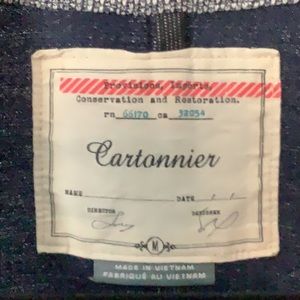 Provisions, Imports,
Conservation and Restoration.
rn 66170 ca 32054
Cartonnier
NAME DATE
DIRECTOR DESIGNER
M
MADE IN VIETNAM
FABRIQUÉ AU VIETNAM